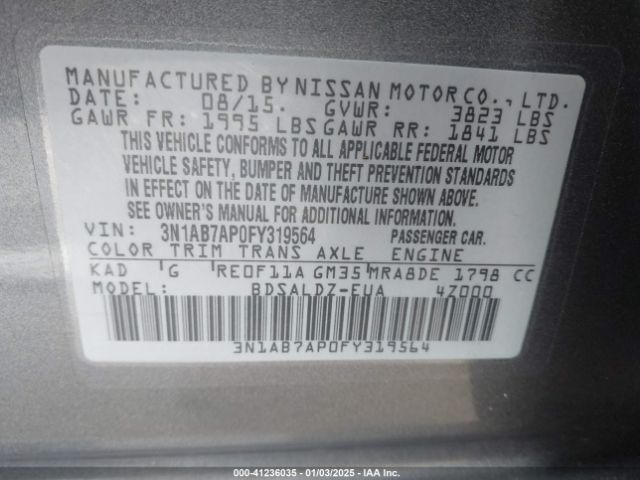 MANUFACTURED BY NISSAN MOTOR CO., LTD.
DATE: 08/15. GVWR: 3823 LBS
GAWR FR: 1995 LBS GAWR RR: 1841 LBS
THIS VEHICLE CONFORMS TO ALL APPLICABLE FEDERAL MOTOR
VEHICLE SAFETY, BUMPER AND THEFT PREVENTION STANDARDS
IN EFFECT ON THE DATE OF MANUFACTURE SHOWN ABOVE.
SEE OWNER'S MANUAL FOR ADDITIONAL INFORMATION.
VIN: 3N1AB7AP0FY319564 PASSENGER CAR.
COLOR TRIM TRANS AXLE ENGINE
KAD G RE0F11A GM35 MRA8DE 1798 CC
MODEL: BDSALDZ-EUA 4Z000
3N1AB7AP0FY319564
000-41236035 - 01/03/2025 - IAA Inc.